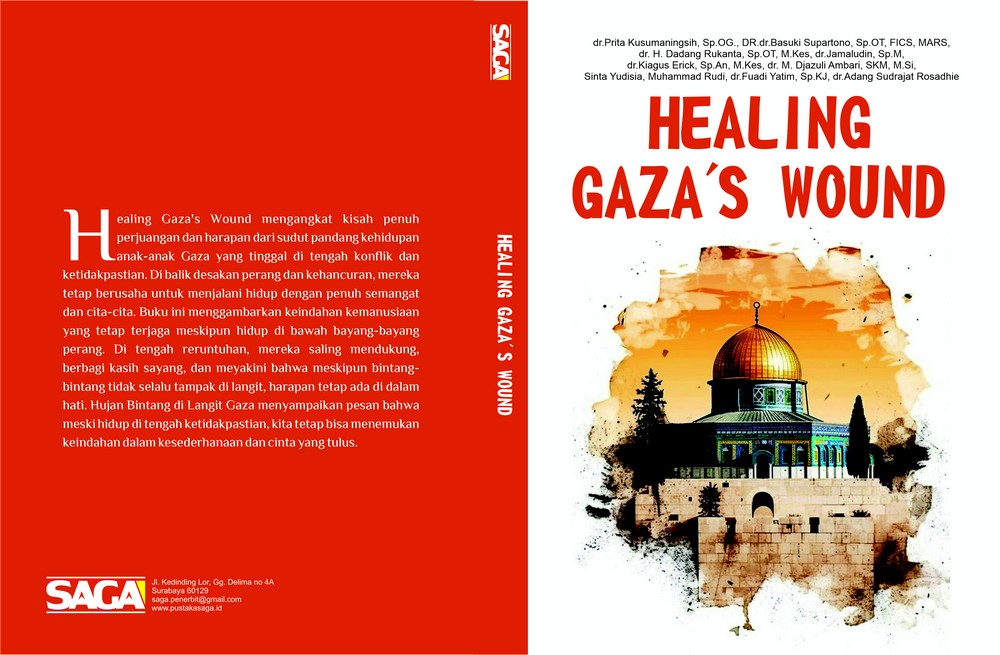 SAGA
ealing Gaza's Wound mengangkat kisah penuh
H
perjuangan dan harapan dari sudut pandang kehidupan
anak-anak Gaza yang tinggal di tengah konflik dan
ketidakpastian. Di balik desakan perang dan kehancuran, mereka
tetap berusaha untuk menjalani hidup dengan penuh semangat
dan cita-cita. Buku ini menggambarkan keindahan kemanusiaan
yang tetap terjaga meskipun hidup di bawah bayang-bayang
perang. Di tengah reruntuhan, mereka saling mendukung,
berbagi kasih sayang, dan meyakini bahwa meskipun bintang-
bintang tidak selalu tampak di langit, harapan tetap ada di dalam
hati. Hujan Bintang di Langit Gaza menyampaikan pesan bahwa
meski hidup di tengah ketidakpastian, kita tetap bisa menemukan
keindahan dalam kesederhanaan dan cinta yang tulus.
SAGA
Jl. Kedinding Lor, Gg. Delima no 4A
Surabaya 60129
saga.penerbit@gmail.com
www.pustakasaga.id
HEALING GAZA'S WOUND
dr.Prita Kusumaningsih, Sp.OG., DR.dr.Basuki Supartono, Sp.OT, FICS, MARS,
dr. H. Dadang Rukanta, Sp.OT, M.Kes, dr.Jamaludin, Sp.M,
dr.Kiagus Erick, Sp.An, M.Kes, dr. M. Djazuli Ambari, SKM, M.Si,
Sinta Yudisia, Muhammad Rudi, dr.Fuadi Yatim, Sp.KJ, dr.Adang Sudrajat Rosadhie
HEALING
GAZA'S WOUND